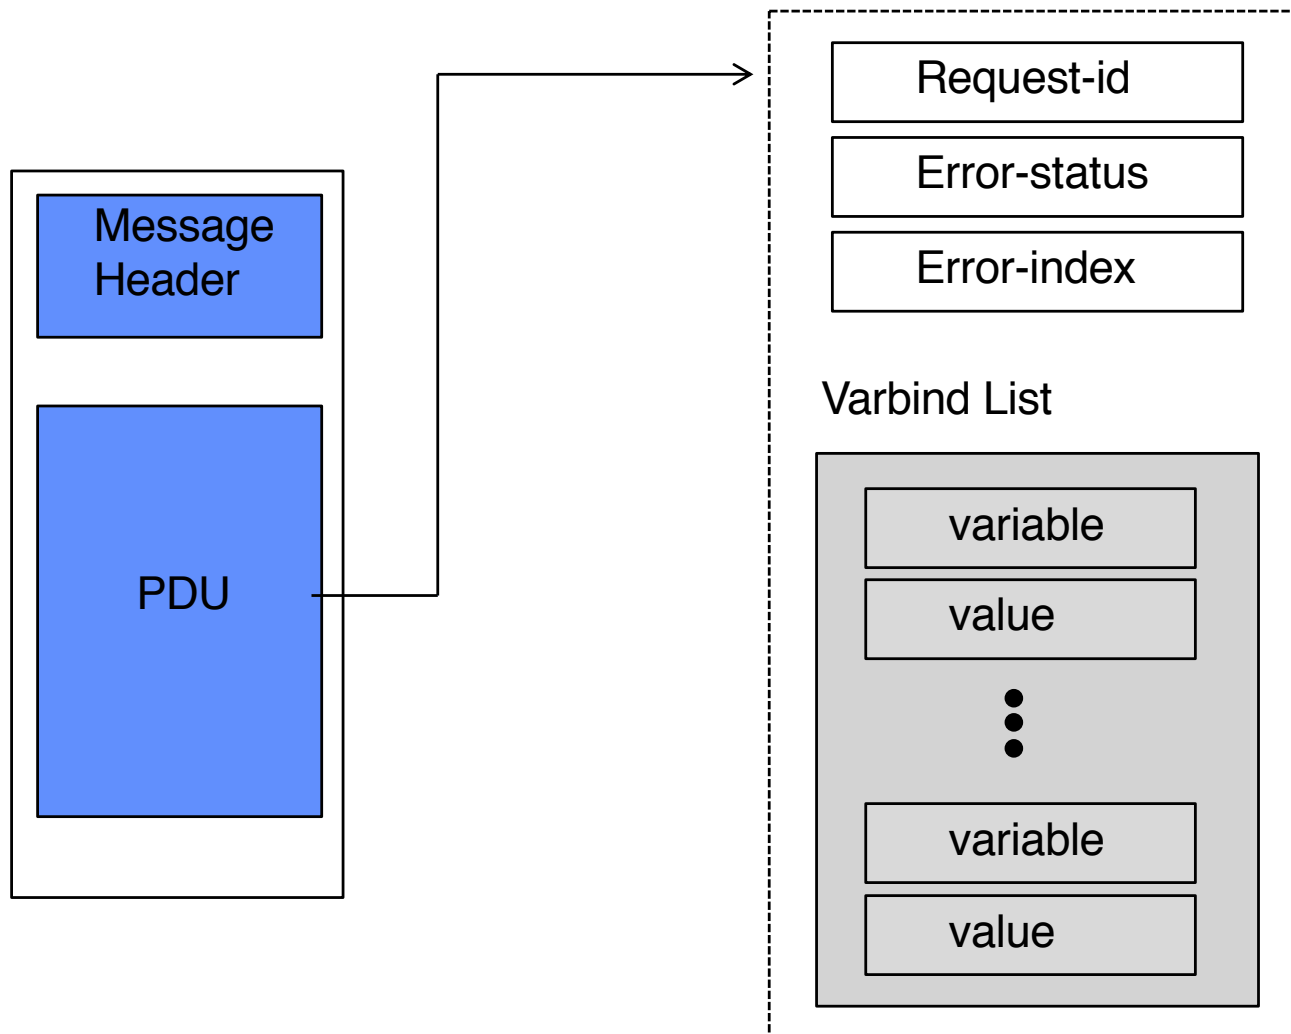 Message
Header
PDU
Request-id
Error-status
Error-index
Varbind List
variable
value
variable
value